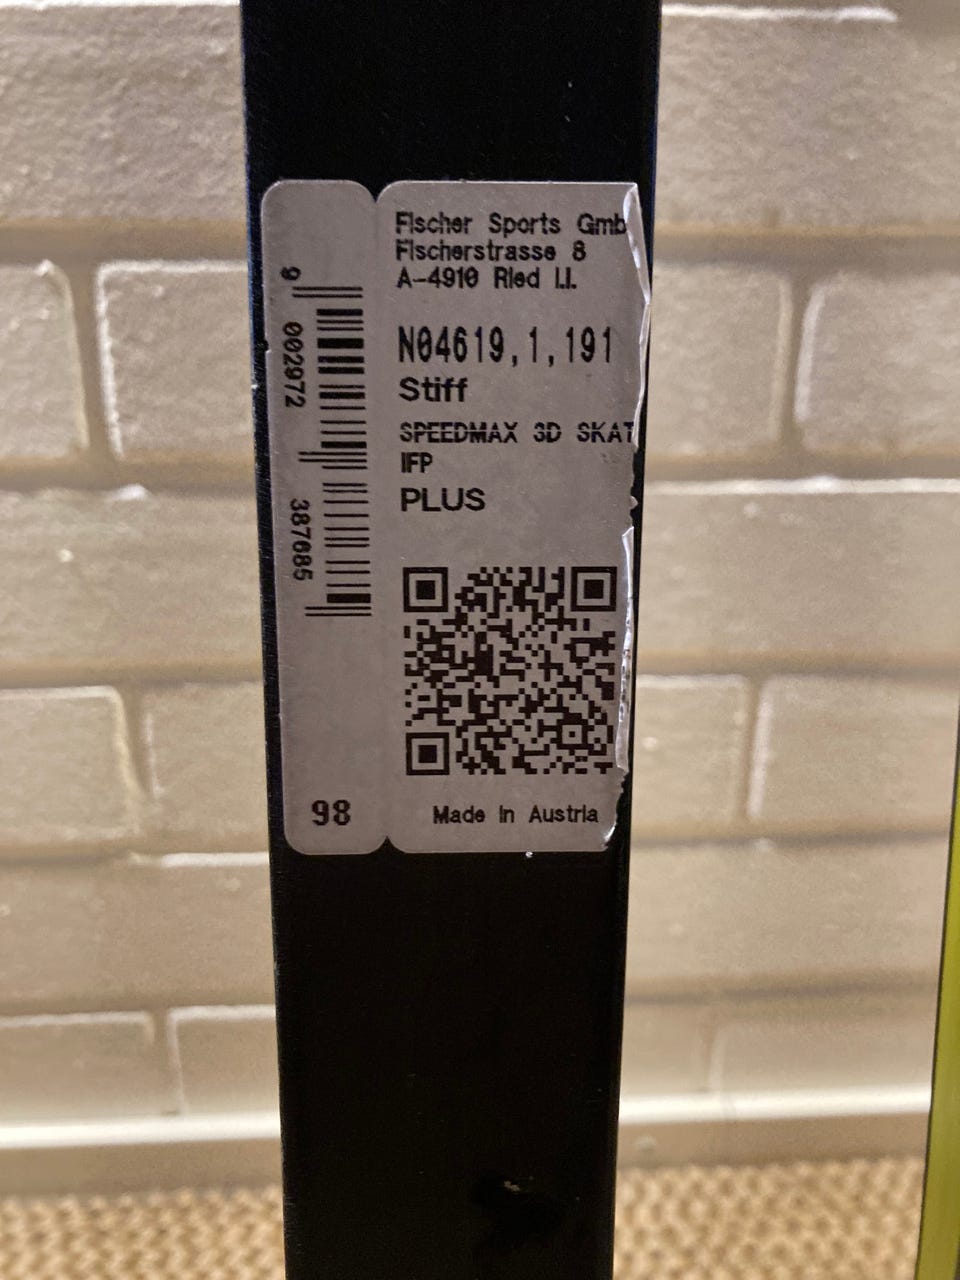 Fischer Sports Gmb
Fischerstrasse 8
A-4910 Ried I.I.
N04619,1,191
Stiff
SPEEDMAX 3D SKAT
IFP
PLUS
Made in Austria
9 002972 387685
98